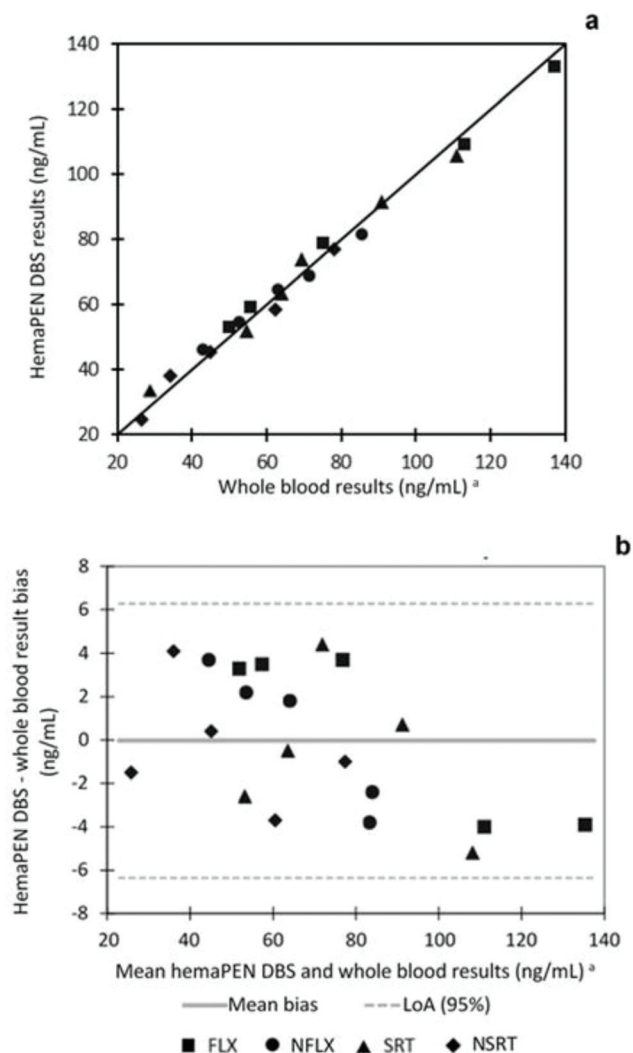 a
140
120
100
80
60
40
20
HemaPEN DBS results (ng/mL)
20 40 60 80 100 120 140
Whole blood results (ng/mL) a
b
8
6
4
2
0
-2
-4
-6
-8
HemaPEN DBS - whole blood result bias
(ng/mL)
20 40 60 80 100 120 140
Mean hemaPEN DBS and whole blood results (ng/mL) a
Mean bias LoA (95%)
FLX NFLX SRT NSRT